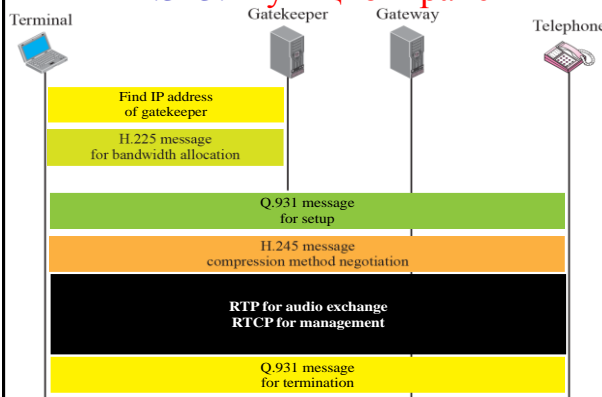 Terminal
Gatekeeper
Gateway
Telephone
Find IP address
of gatekeeper
H.225 message
for bandwidth allocation
Q.931 message
for setup
H.245 message
compression method negotiation
RTP for audio exchange
RTCP for management
Q.931 message
for termination